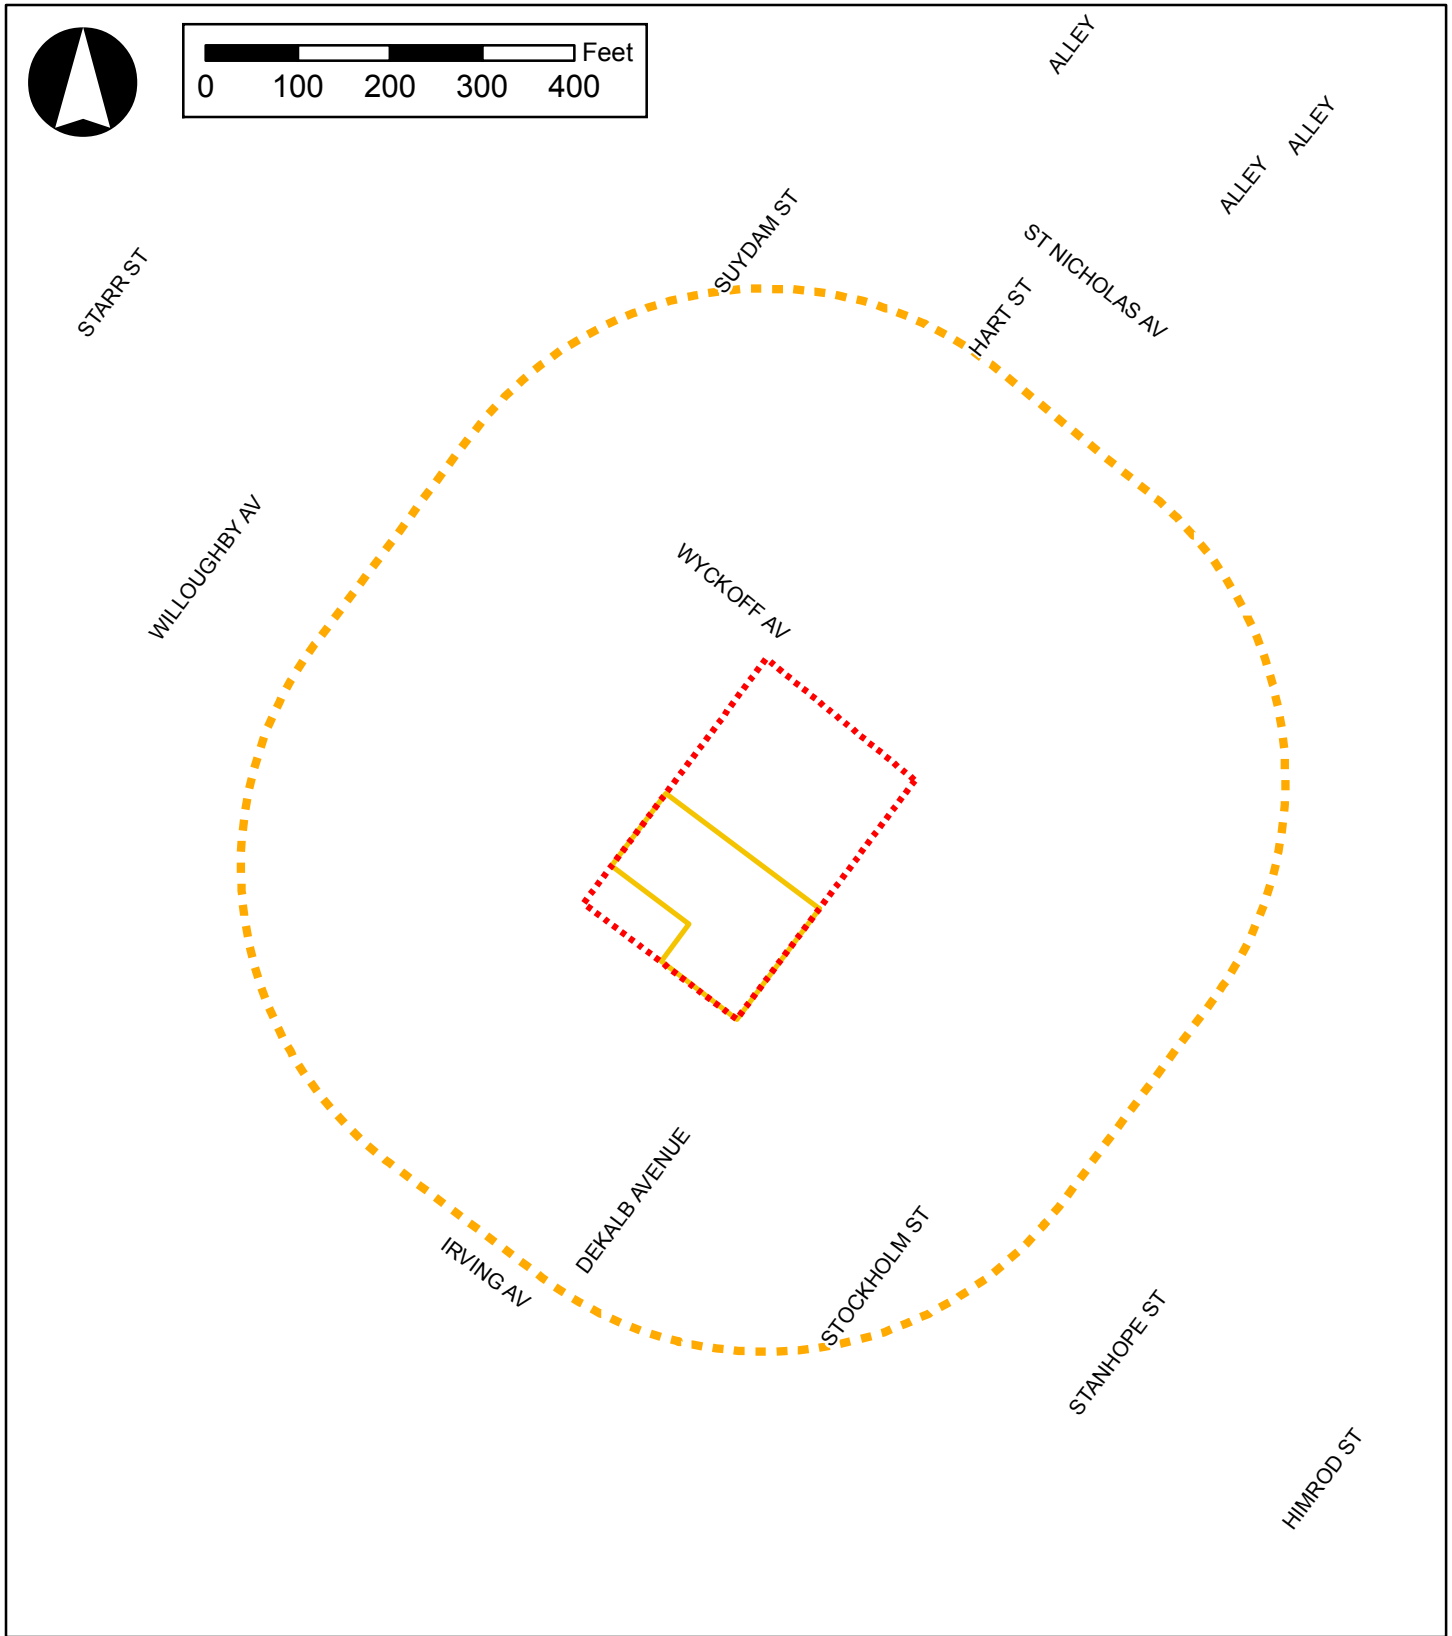 Feet
0 100 200 300 400
ALLEY
ALLEY
ALLEY
SUYDAM ST
ST NICHOLAS AV
STARR ST
HART ST
WILLOUGHBY AV
WYCKOFF AV
DEKALB AVENUE
IRVING AV
STOCKHOLM ST
STANHOPE ST
HIMROD ST